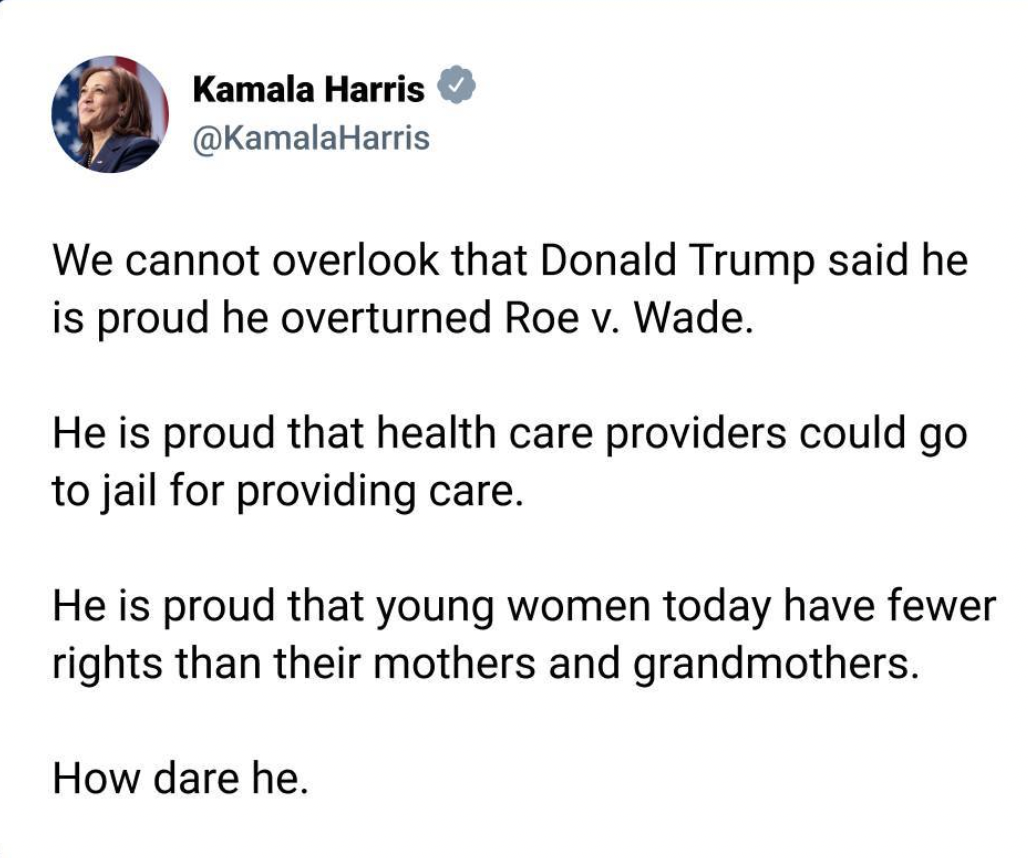 Kamala Harris
@KamalaHarris
We cannot overlook that Donald Trump said he
is proud he overturned Roe v. Wade.
He is proud that health care providers could go
to jail for providing care.
He is proud that young women today have fewer
rights than their mothers and grandmothers.
How dare he.